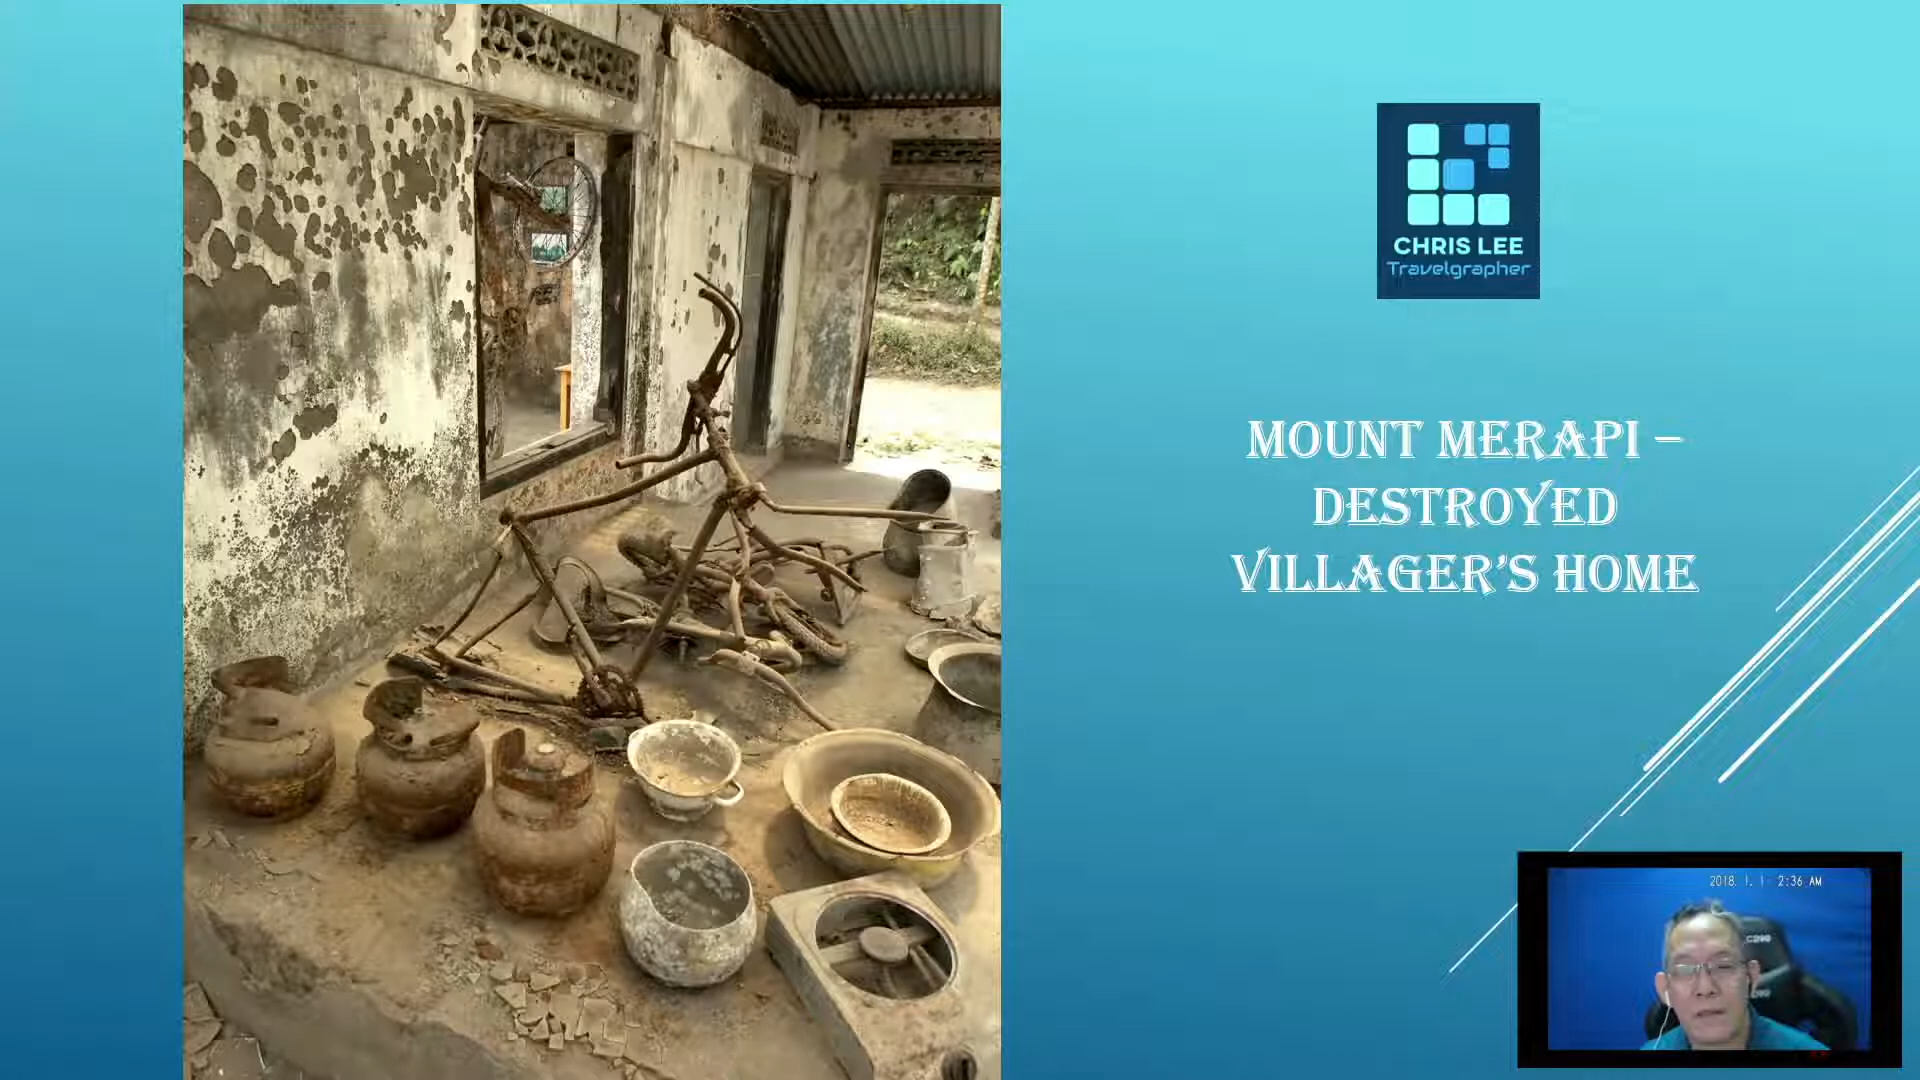 CHRIS LEE
Travelgrapher
MOUNT MERAPI –
DESTROYED
VILLAGER'S HOME
2018. 1. 1 2:36 AM